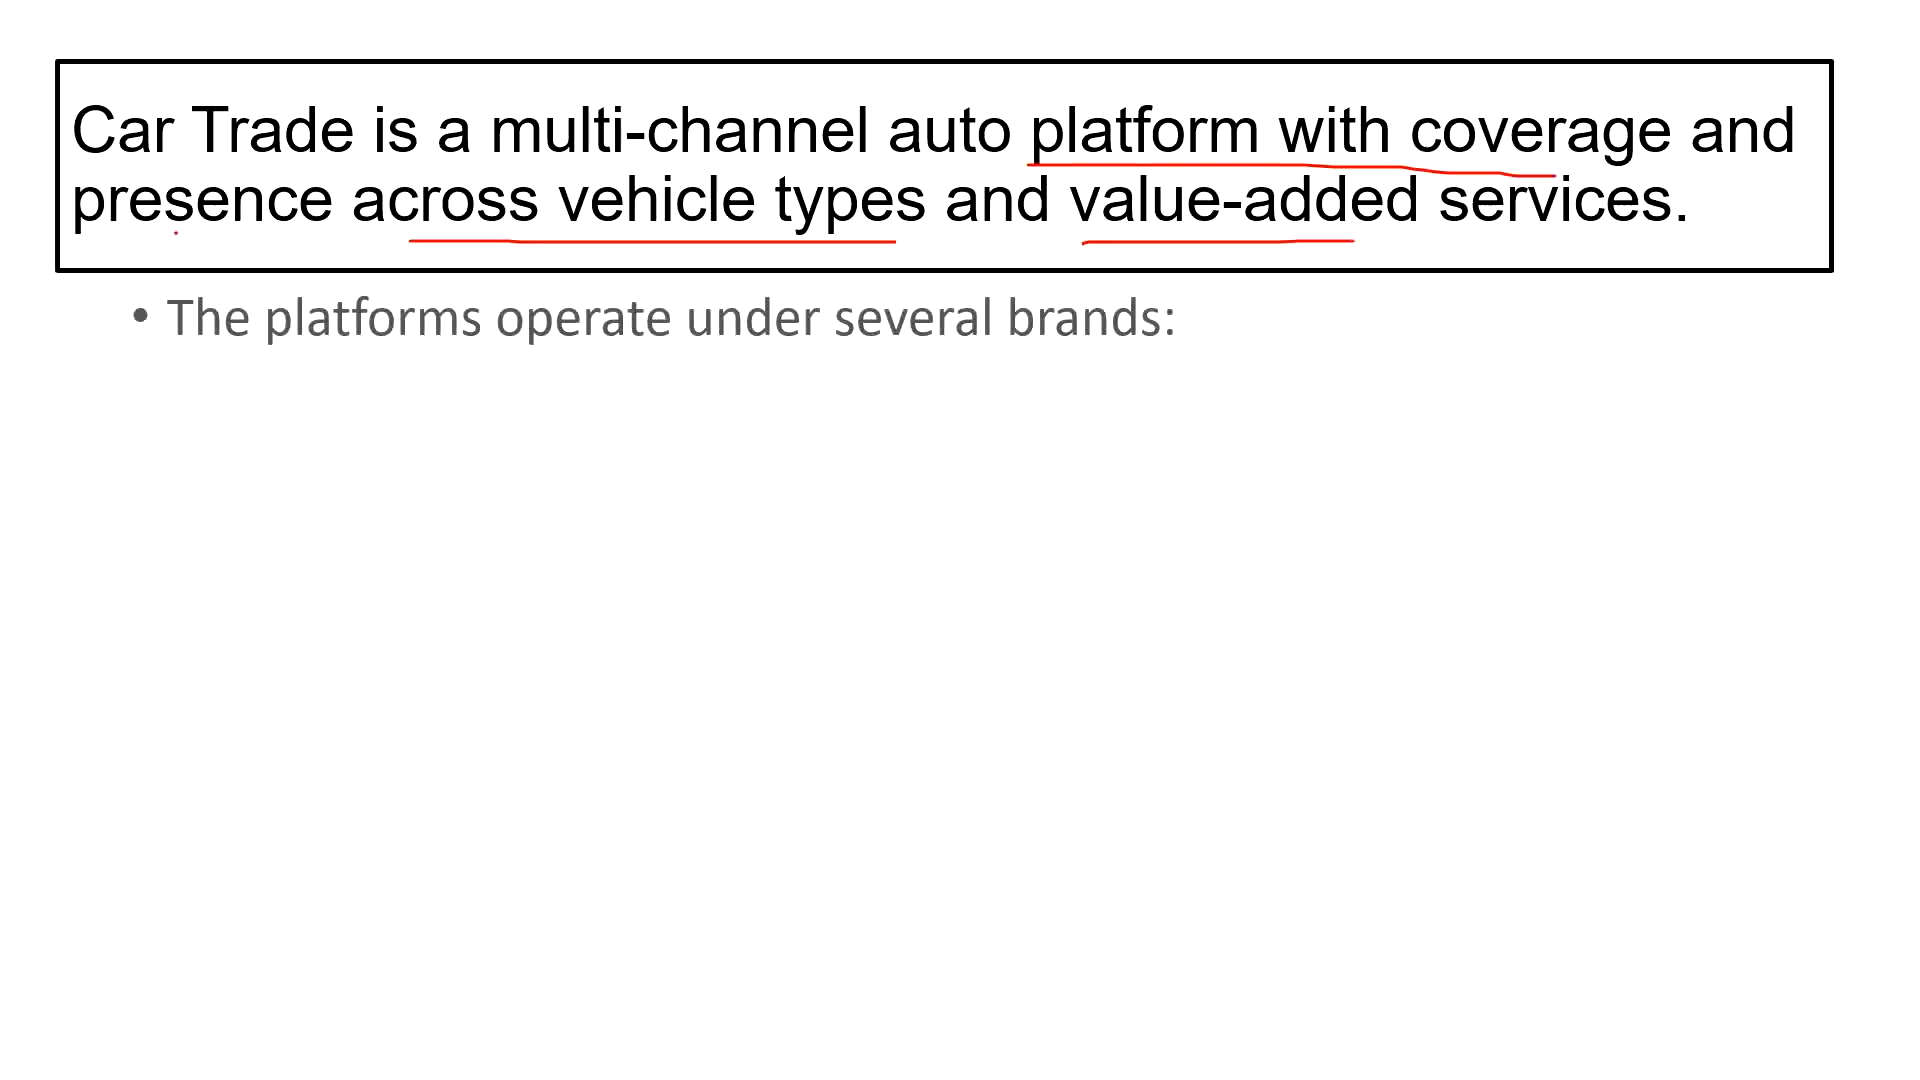 Car Trade is a multi-channel auto platform with coverage and
presence across vehicle types and value-added services.
• The platforms operate under several brands: